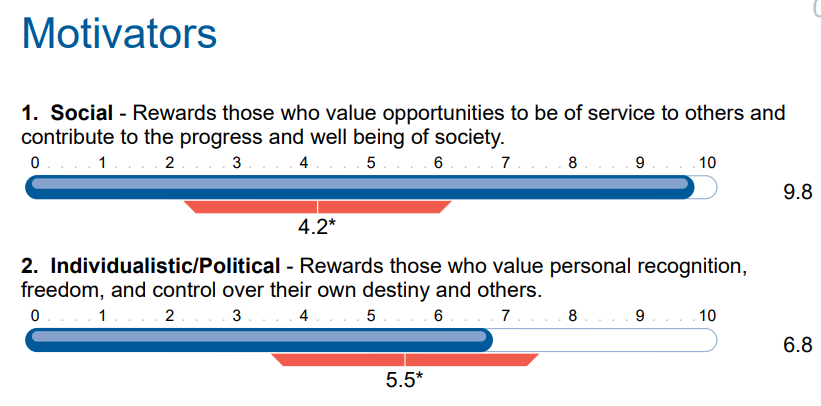 Motivators
1. Social - Rewards those who value opportunities to be of service to others and
contribute to the progress and well being of society.
0 . . . . 1 . . . . 2 . . . . 3 . . . . 4 . . . . 5 . . . . 6 . . . . 7 . . . . 8 . . . . 9 . . . . 10
9.8
4.2*
2. Individualistic/Political - Rewards those who value personal recognition,
freedom, and control over their own destiny and others.
0 . . . . 1 . . . . 2 . . . . 3 . . . . 4 . . . . 5 . . . . 6 . . . . 7 . . . . 8 . . . . 9 . . . . 10
6.8
5.5*